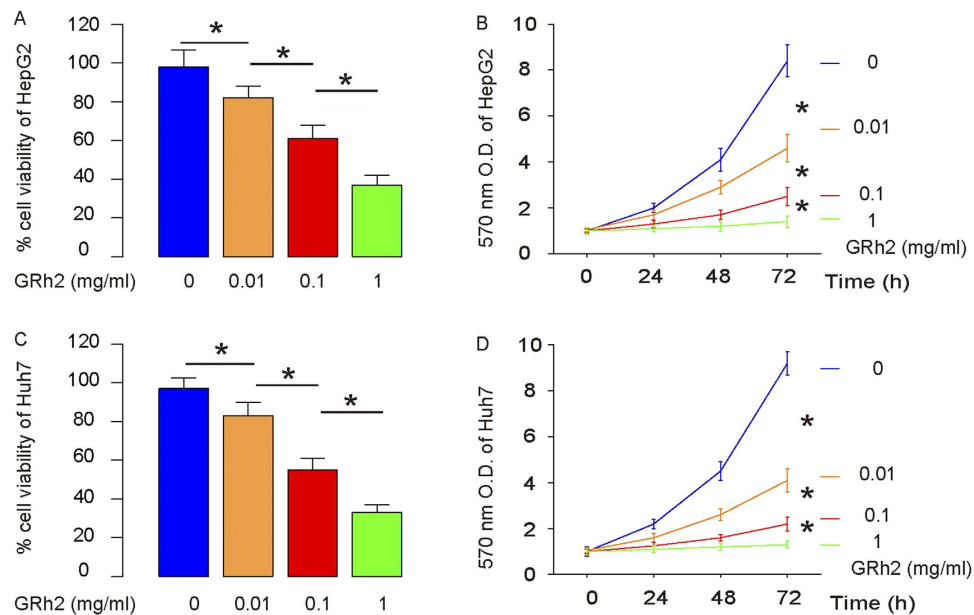 A
% cell viability of HepG2
120
100
80
60
40
20
0
* * *
GRh2 (mg/ml) 0 0.01 0.1 1
B
570 nm O.D. of HepG2
10
8
6
4
2
0
0 24 48 72 Time (h)
0
*
0.01
*
0.1
*
1
GRh2 (mg/ml)
C
% cell viability of Huh7
120
100
80
60
40
20
0
* * *
GRh2 (mg/ml) 0 0.01 0.1 1
D
570 nm O.D. of Huh7
10
8
6
4
2
0
0 24 48 72 Time (h)
0
*
0.01
*
0.1
*
1
GRh2 (mg/ml)